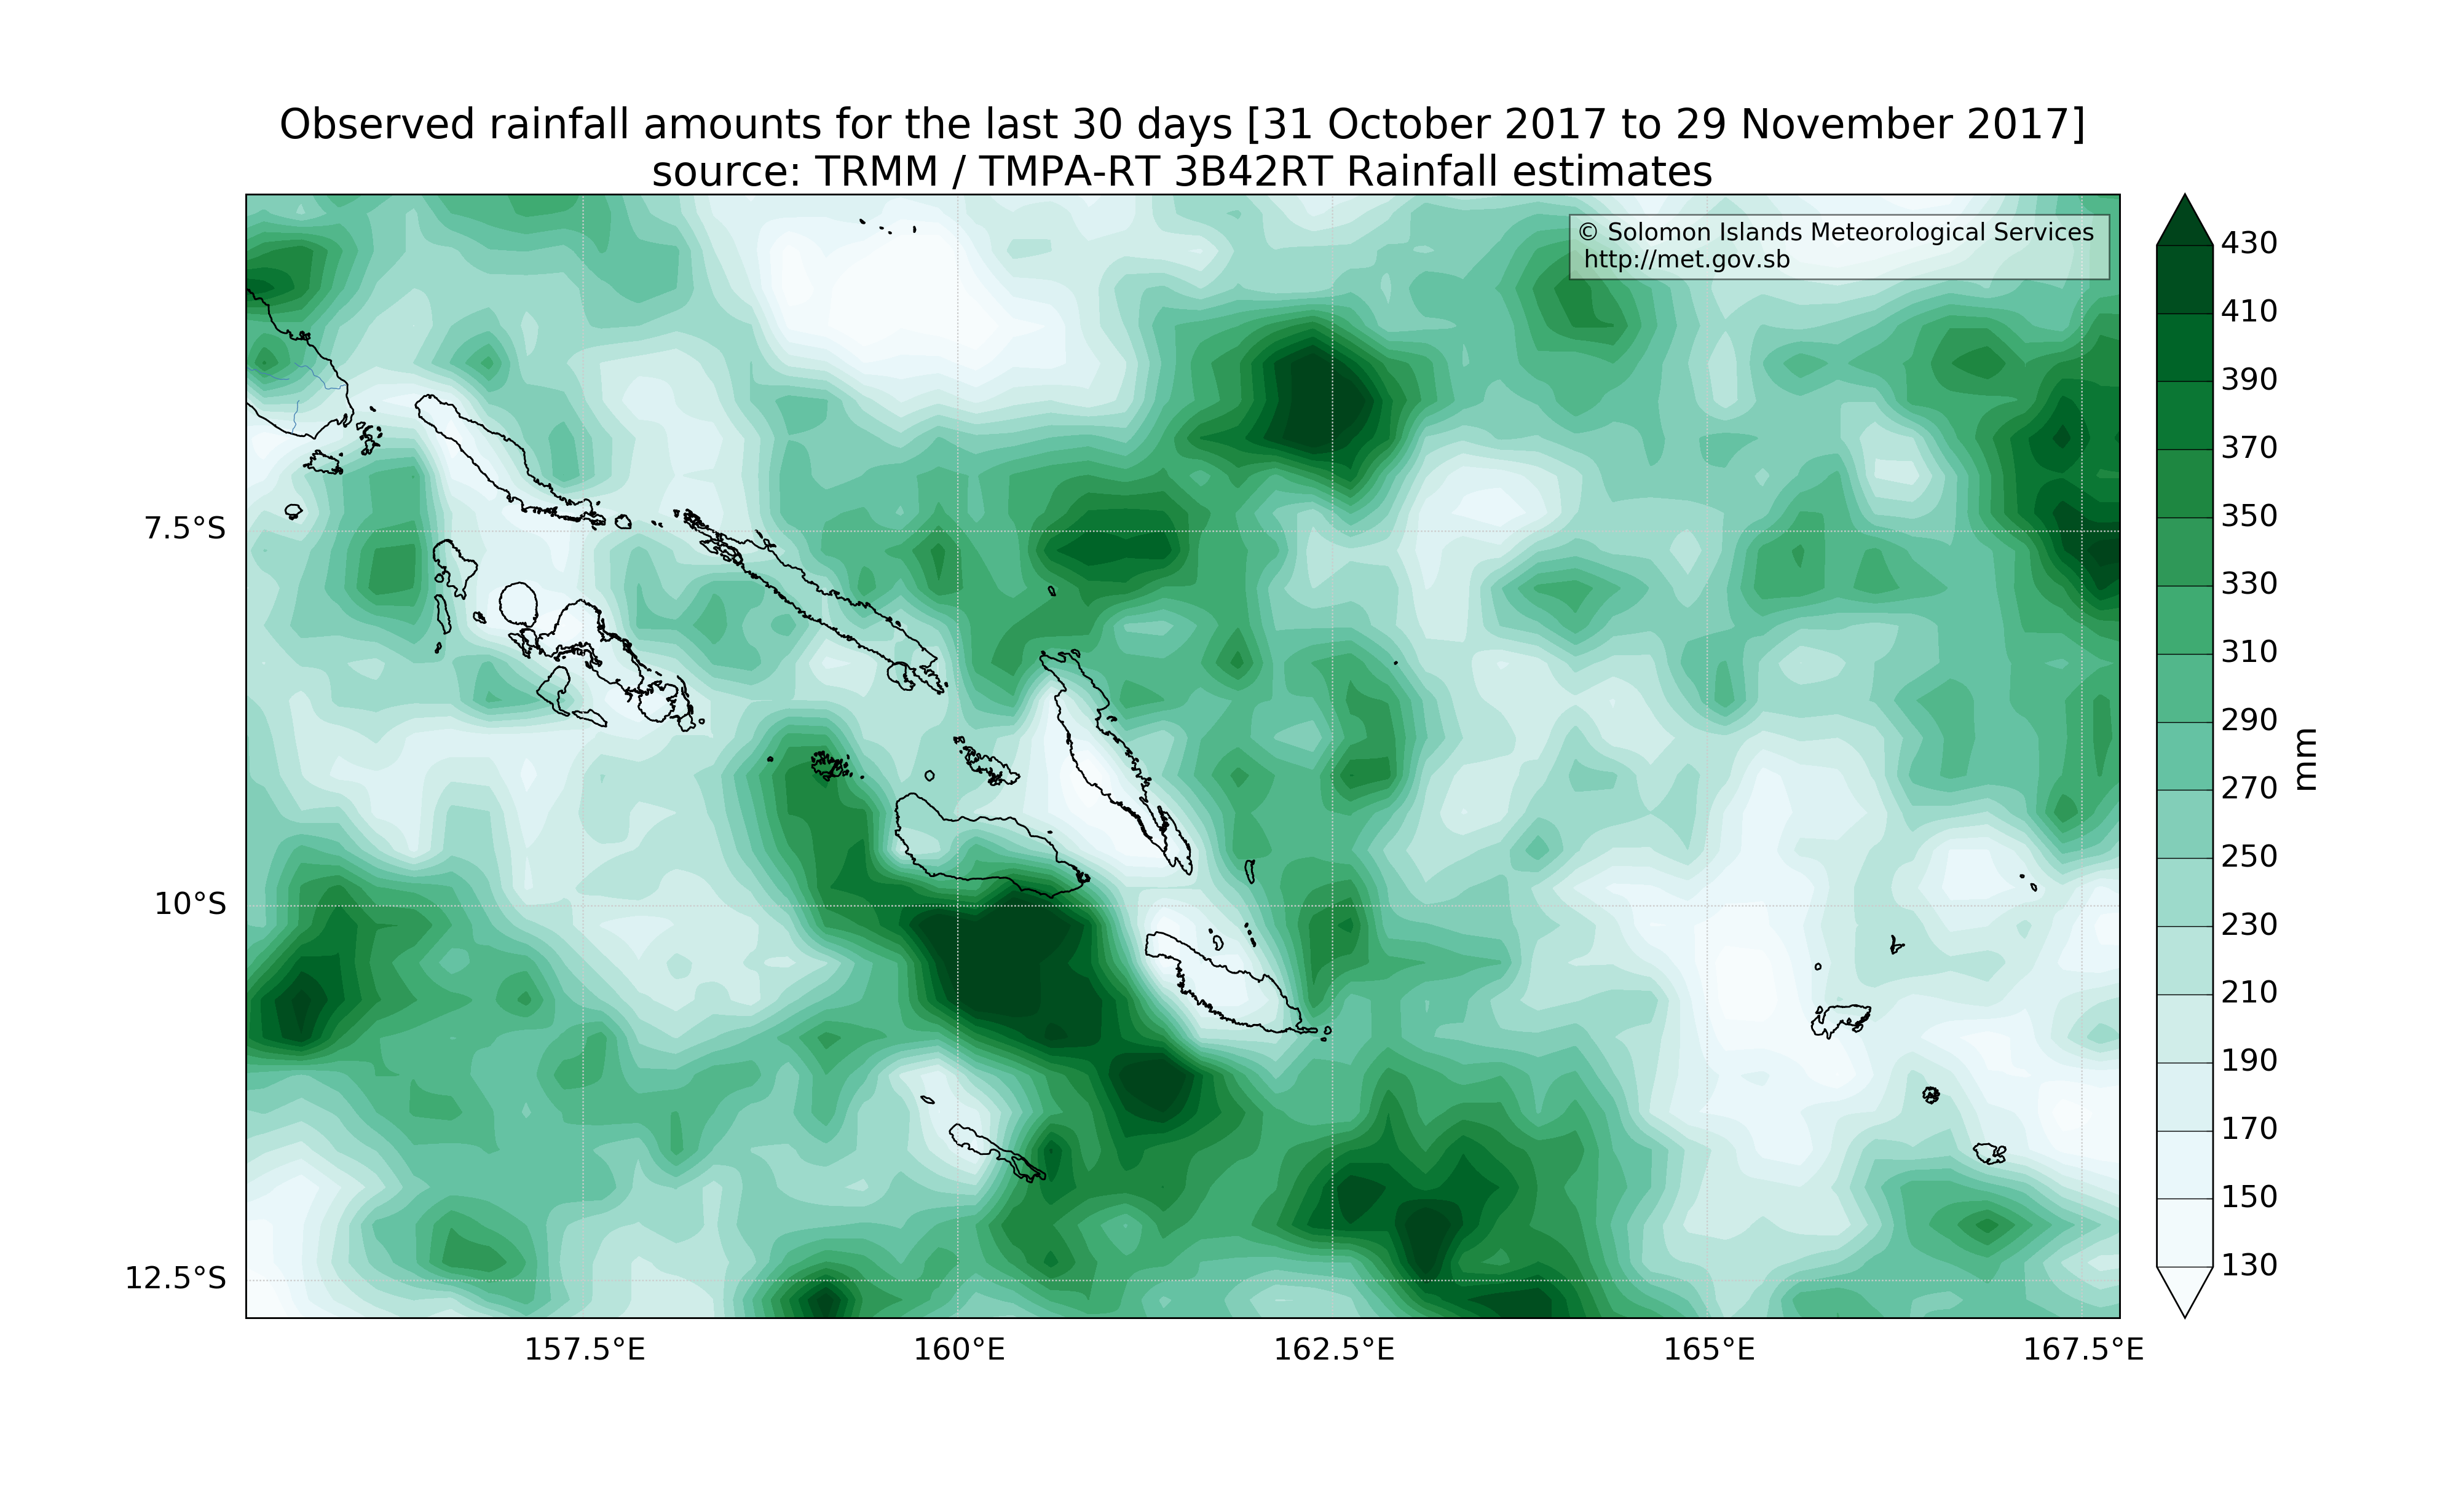 Observed rainfall amounts for the last 30 days [31 October 2017 to 29 November 2017]
source: TRMM / TMPA-RT 3B42RT Rainfall estimates
© Solomon Islands Meteorological Services
http://met.gov.sb
7.5°S
10°S
12.5°S
157.5°E
160°E
162.5°E
165°E
167.5°E
430
410
390
370
350
330
310
290
270
250
230
210
190
170
150
130
mm